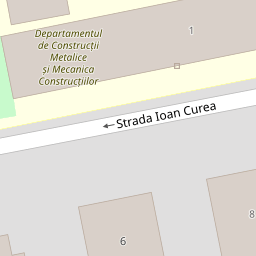 Departamentul
de Construcții
Metalice
și Mecanica
Construcțiilor
1
Strada Ioan Curea
6
8